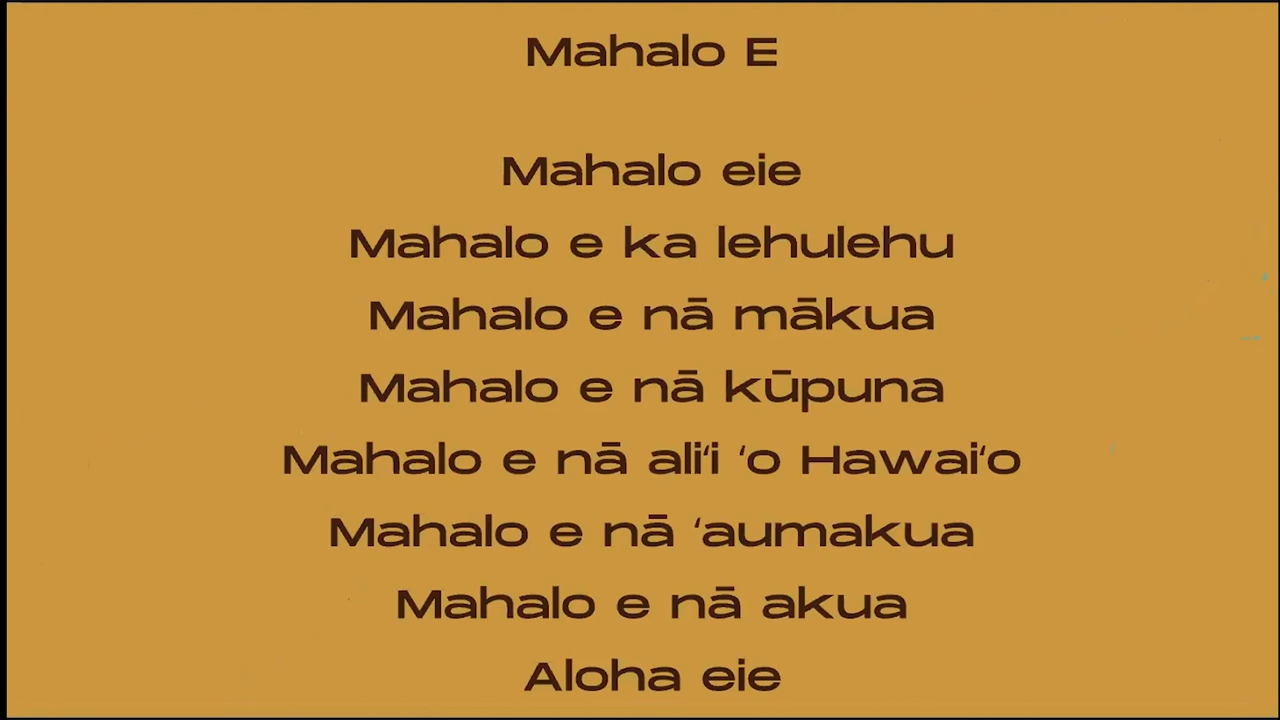 Mahalo E
Mahalo eie
Mahalo e ka lehulehu
Mahalo e nā mākua
Mahalo e nā kūpuna
Mahalo e nā aliʻi ʻo Hawaiʻo
Mahalo e nā ʻaumakua
Mahalo e nā akua
Aloha eie